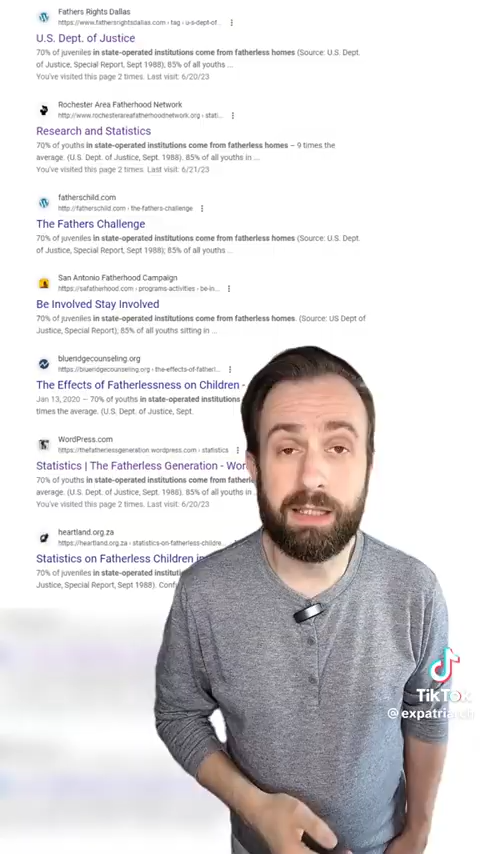 Fathers Rights Dallas
https://www.fathersrightsdallas.com › tag › u-s-dept-of..
U.S. Dept. of Justice
70% of juveniles in state-operated institutions come from fatherless homes (Source: U.S. Dept.
of Justice, Special Report, Sept 1988), 85% of all youths ...
You've visited this page 2 times. Last visit: 6/20/23
Rochester Area Fatherhood Network
http://www.rochesterareafatherhoodnetwork.org › stati...
Research and Statistics
70% of youths in state-operated institutions come from fatherless homes – 9 times the
average. (U.S. Dept. of Justice, Sept. 1988). 85% of all youths in ...
You've visited this page 2 times. Last visit: 6/21/23
fatherschild.com
http://fatherschild.com › the-fathers-challenge
The Fathers Challenge
70% of juveniles in state-operated institutions come from fatherless homes (Source: U.S. Dept.
of Justice, Special Report, Sept 1988); 85% of all youths ...
San Antonio Fatherhood Campaign
https://safatherhood.com › programs-activities › be-in...
Be Involved Stay Involved
70% of juveniles in state-operated institutions come from fatherless homes. (Source: US Dept of
Justice, Special Report), 85% of all youths sitting in ...
blueridgecounseling.org
https://blueridgecounseling.org › the-effects-of-fatherl...
The Effects of Fatherlessness on Children -
Jan 13, 2020 — 70% of youths in state-operated institutions
times the average. (U.S. Dept. of Justice, Sept.
WordPress.com
https://thefatherlessgeneration.wordpress.com › statistics
Statistics | The Fatherless Generation - Wor
70% of youths in state-operated institutions come from fatherl
average. (U.S. Dept. of Justice, Sept. 1988). 85% of all youths in
You've visited this page 2 times. Last visit: 6/20/23
heartland.org.za
https://heartland.org.za › statistics-on-fatherless-childre...
Statistics on Fatherless Children in
70% of juveniles in state-operated instituti
Justice, Special Report, Sept 1988).
TikTok
@ expatriarch